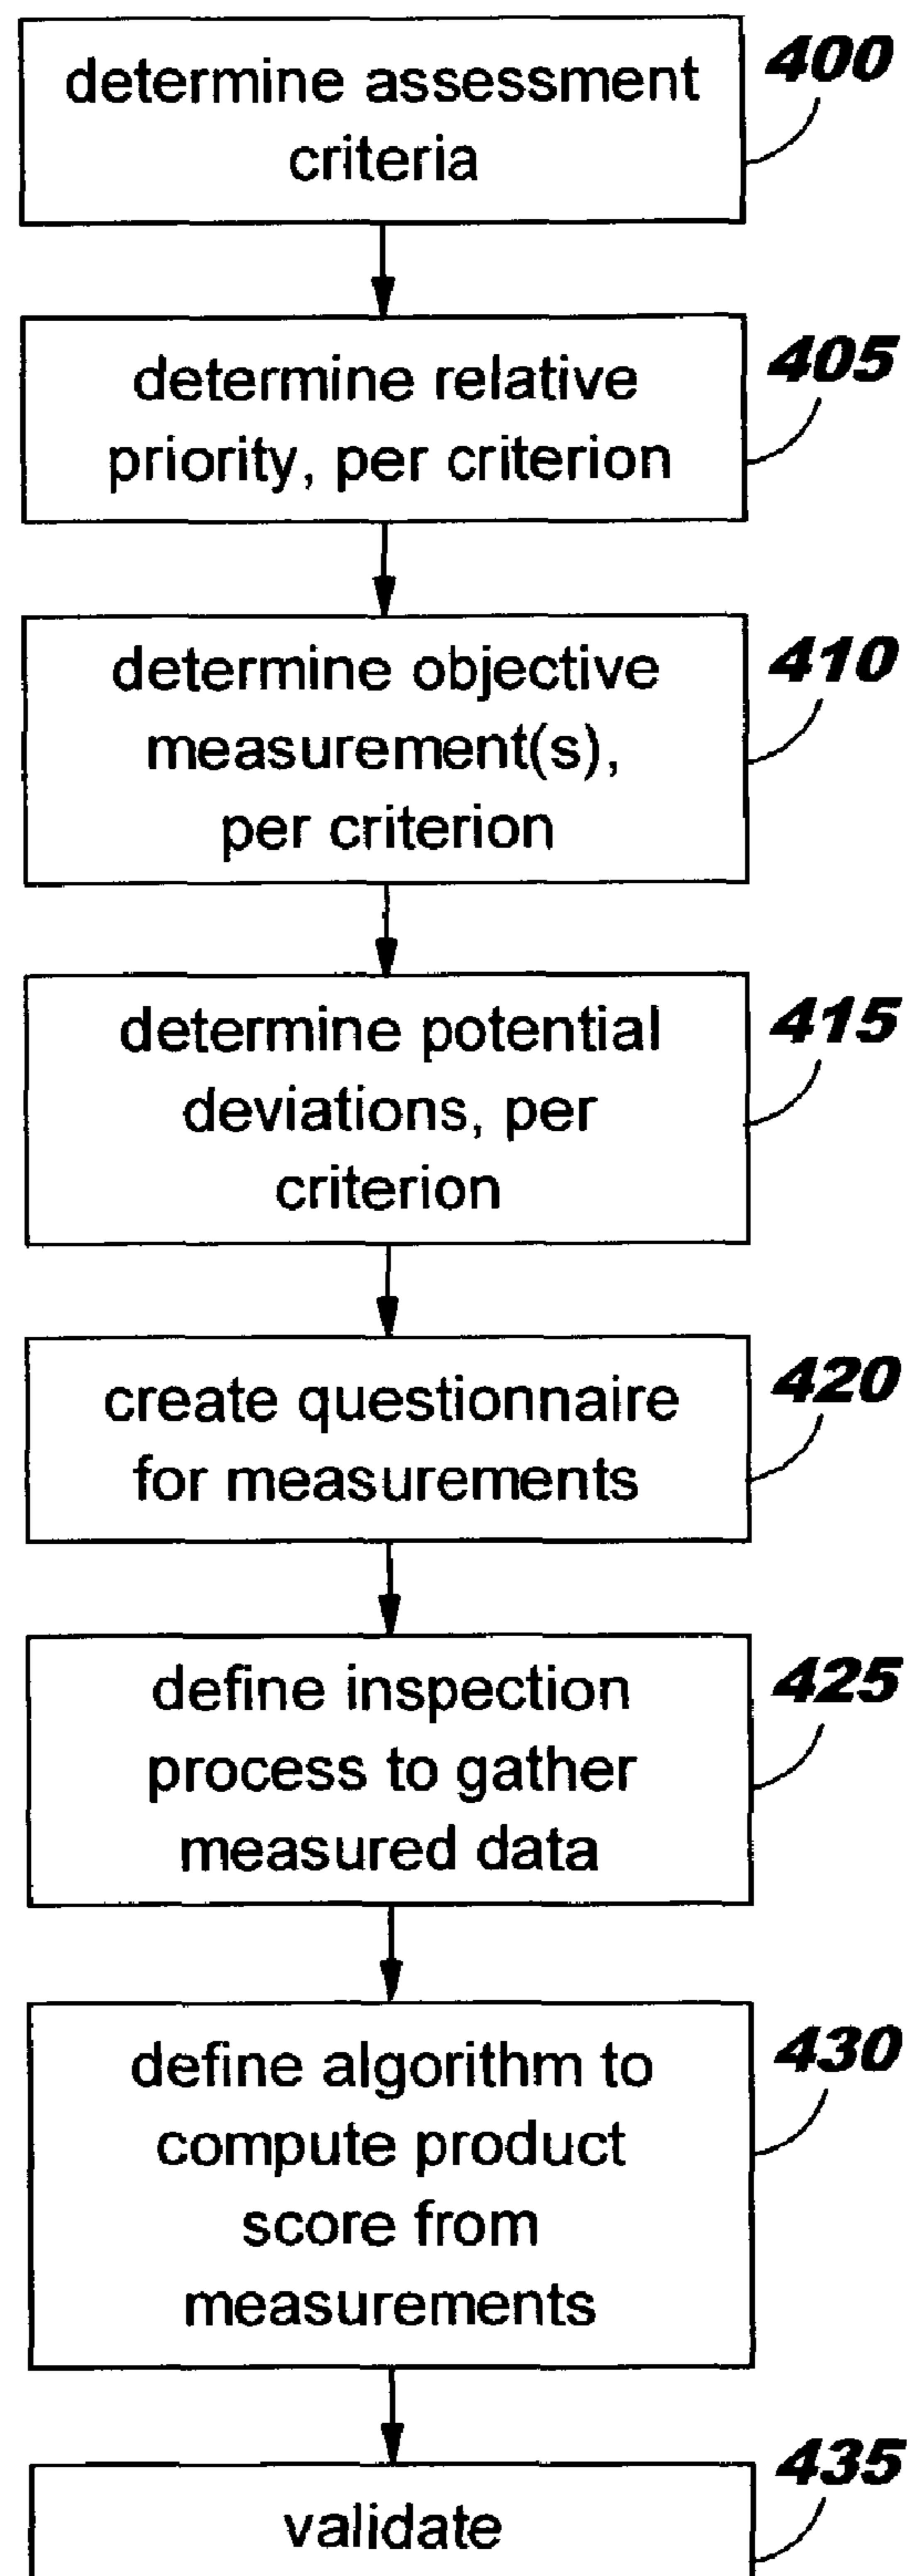 determine assessment
criteria
400
determine relative
priority, per criterion
405
determine objective
measurement(s),
per criterion
410
determine potential
deviations, per
criterion
415
create questionnaire
for measurements
420
define inspection
process to gather
measured data
425
define algorithm to
compute product
score from
measurements
430
validate
435